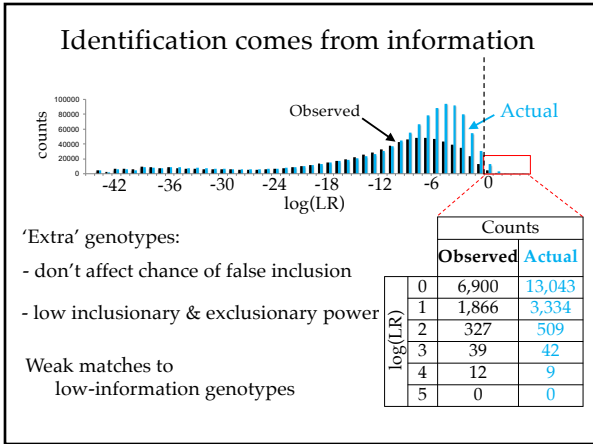 Identification comes from information
100000
80000
60000
40000
20000
0
counts
Observed
Actual
-42 -36 -30 -24 -18 -12 -6 0
log(LR)
'Extra' genotypes:
- don't affect chance of false inclusion
- low inclusionary & exclusionary power
Weak matches to
low-information genotypes
Counts
Observed Actual
log(LR)
0 6,900 13,043
1 1,866 3,334
2 327 509
3 39 42
4 12 9
5 0 0